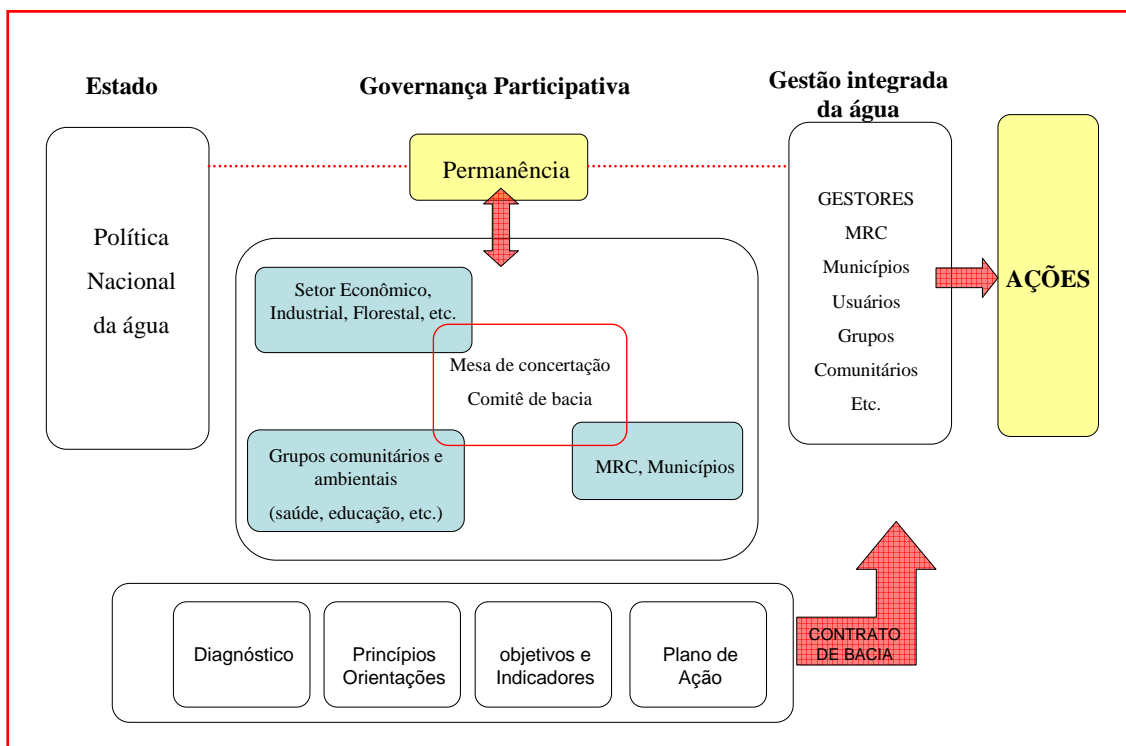 Estado
Governança Participativa
Gestão integrada
da água
Permanência
Política
Nacional
da água
Setor Econômico,
Industrial, Florestal, etc.
Mesa de concertação
Comitê de bacia
Grupos comunitários e
ambientais
(saúde, educação, etc.)
MRC, Municípios
GESTORES
MRC
Municípios
Usuários
Grupos
Comunitários
Etc.
AÇÕES
Diagnóstico
Princípios
Orientações
objetivos e
Indicadores
Plano de
Ação
CONTRATO
DE BACIA